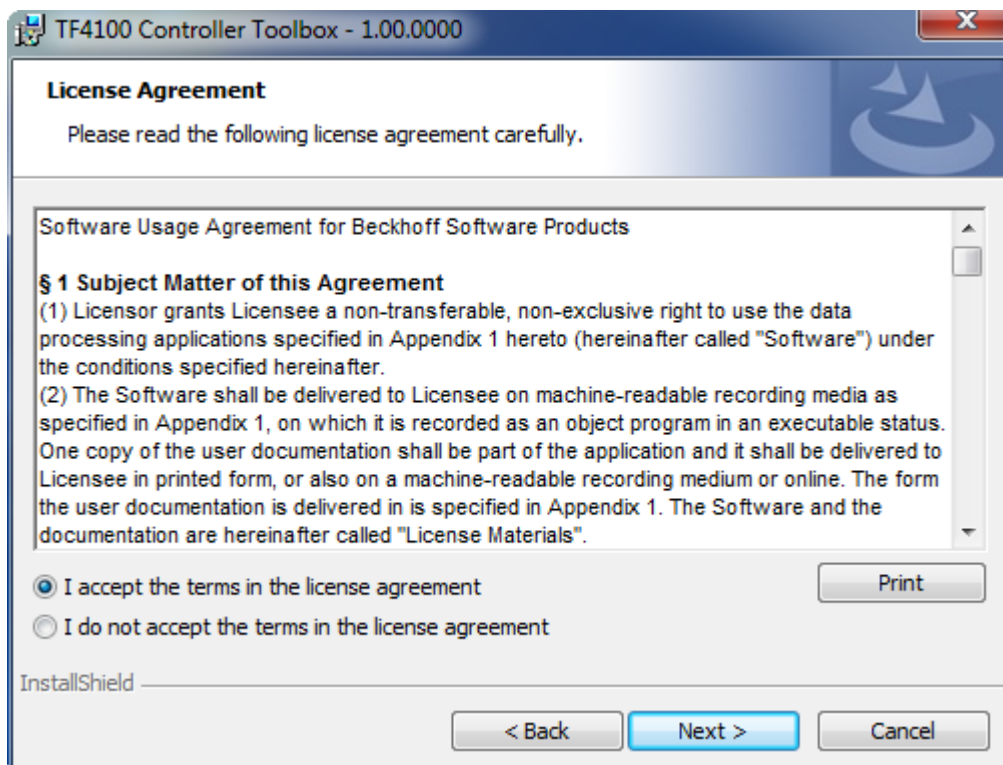 TF4100 Controller Toolbox - 1.00.0000
License Agreement
Please read the following license agreement carefully.
Software Usage Agreement for Beckhoff Software Products
§ 1 Subject Matter of this Agreement
(1) Licensor grants Licensee a non-transferable, non-exclusive right to use the data
processing applications specified in Appendix 1 hereto (hereinafter called "Software") under
the conditions specified hereinafter.
(2) The Software shall be delivered to Licensee on machine-readable recording media as
specified in Appendix 1, on which it is recorded as an object program in an executable status.
One copy of the user documentation shall be part of the application and it shall be delivered to
Licensee in printed form, or also on a machine-readable recording medium or online. The form
the user documentation is delivered in is specified in Appendix 1. The Software and the
documentation are hereinafter called "License Materials".
I accept the terms in the license agreement
Print
I do not accept the terms in the license agreement
InstallShield
< Back
Next >
Cancel